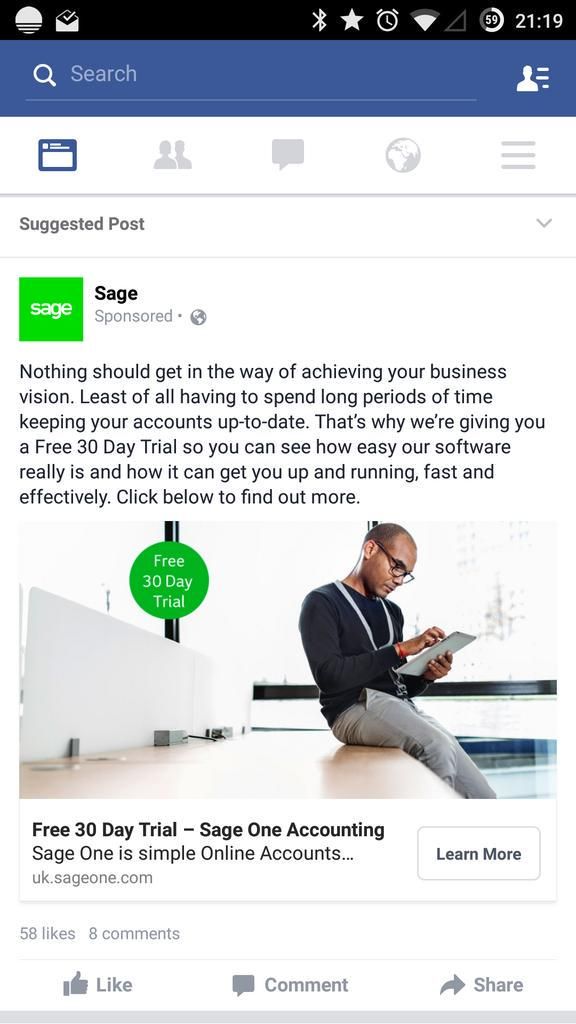 59 21:19
Search
Suggested Post
sage
Sage
Sponsored •
Nothing should get in the way of achieving your business
vision. Least of all having to spend long periods of time
keeping your accounts up-to-date. That's why we're giving you
a Free 30 Day Trial so you can see how easy our software
really is and how it can get you up and running, fast and
effectively. Click below to find out more.
Free
30 Day
Trial
Free 30 Day Trial – Sage One Accounting
Sage One is simple Online Accounts...
uk.sageone.com
Learn More
58 likes 8 comments
Like Comment Share